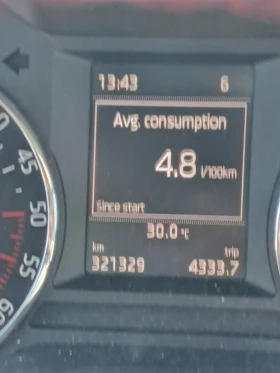 13:43 6
Avg. consumption
4.8 l/100km
Since start
30.0 °C
km trip
321329 4333.7
45
50
55
60